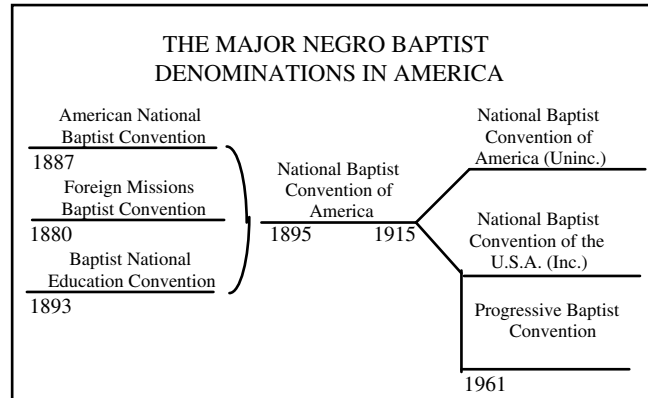 THE MAJOR NEGRO BAPTIST
DENOMINATIONS IN AMERICA
American National
Baptist Convention
1887
Foreign Missions
Baptist Convention
1880
Baptist National
Education Convention
1893
National Baptist
Convention of
America
1895
1915
National Baptist
Convention of
America (Uninc.)
National Baptist
Convention of the
U.S.A. (Inc.)
Progressive Baptist
Convention
1961